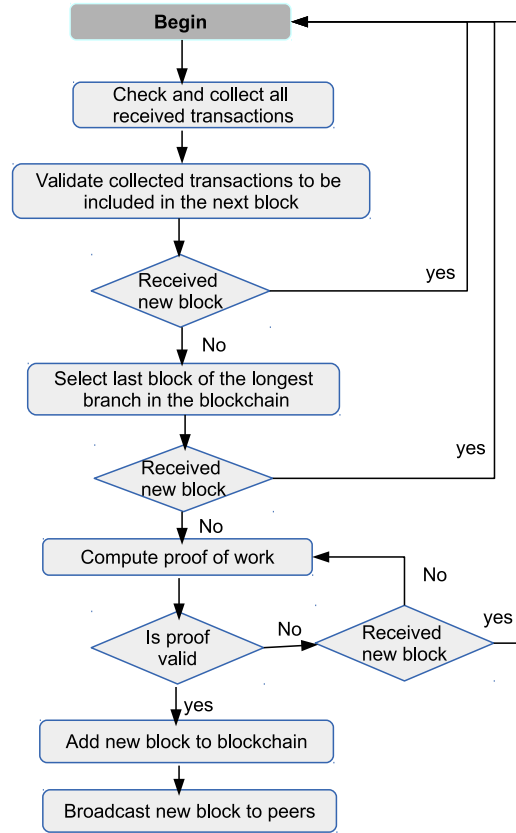 Begin
Check and collect all
received transactions
Validate collected transactions to be
included in the next block
Received
new block
yes
No
Select last block of the longest
branch in the blockchain
Received
new block
yes
No
Compute proof of work
No
Is proof
valid
No
Received
new block
yes
yes
Add new block to blockchain
Broadcast new block to peers